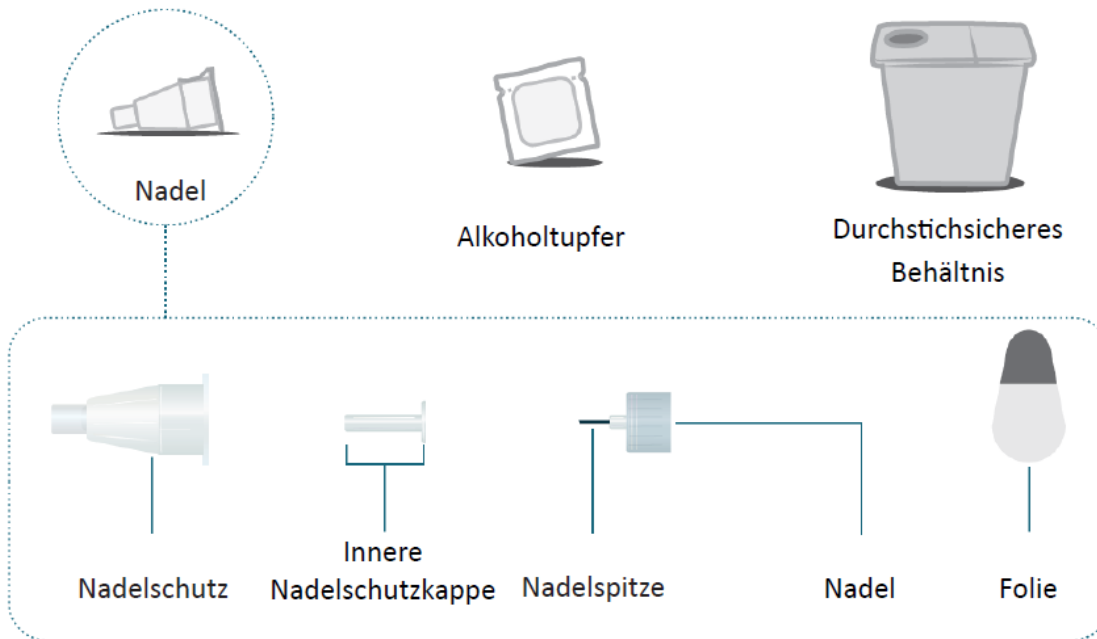 Nadel
Alkoholtupfer
Durchstichsicheres
Behältnis
Nadelschutz
Innere
Nadelschutzkappe
Nadelspitze
Nadel
Folie